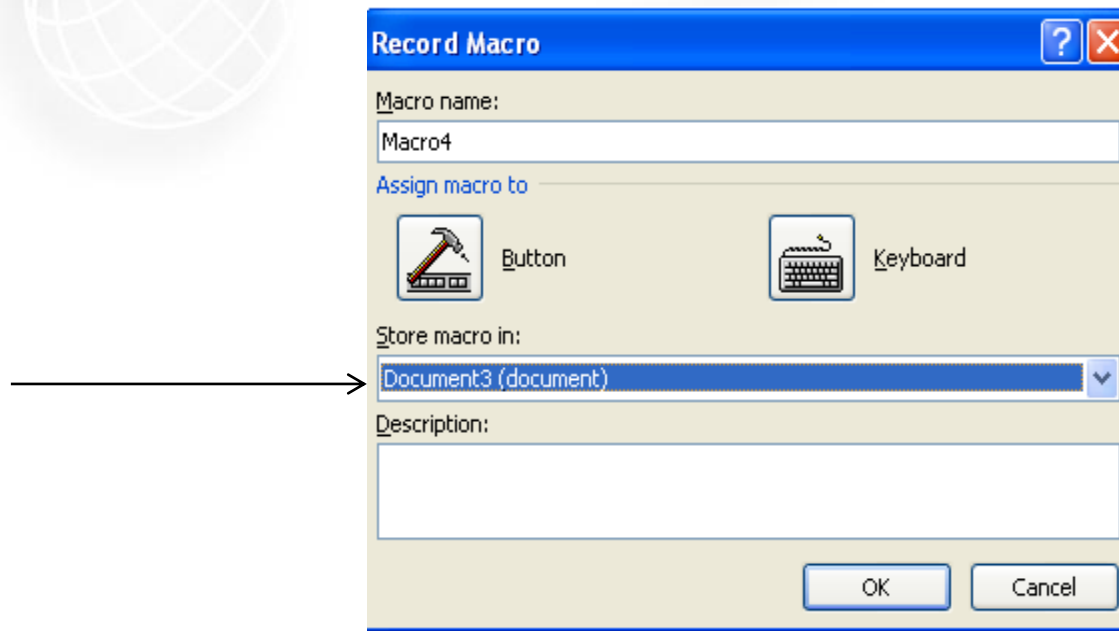 Record Macro
Macro name:
Macro4
Assign macro to
Button
Keyboard
Store macro in:
Document3 (document)
Description:
OK
Cancel